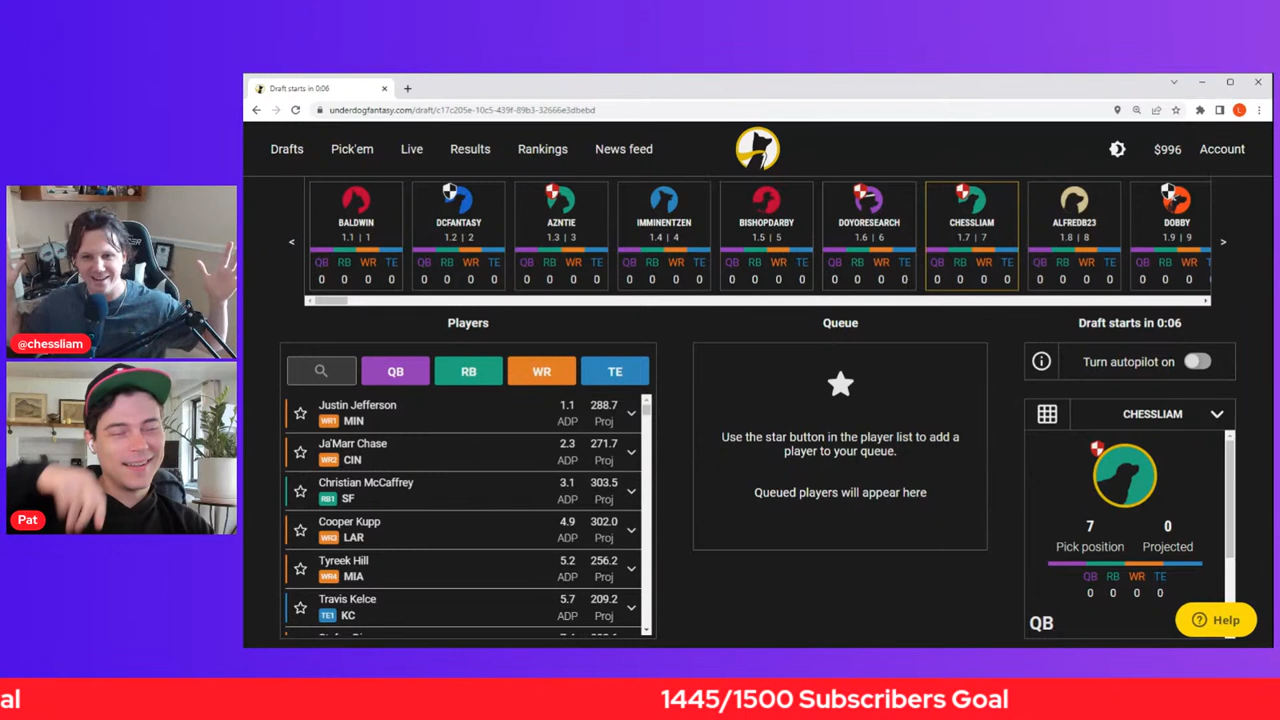 Draft starts in 0:06
underdogfantasy.com/draft/c17c205e-10c5-439f-89b3-32666e3dbebd
Drafts Pick'em Live Results Rankings News feed $996 Account
BALDWIN DCFANTASY AZNTIE IMMINENTZEN BISHOPDARBY DOYORESEARCH CHESSLIAM ALFREDB23 DOBBY
1.1 | 1 1.2 | 2 1.3 | 3 1.4 | 4 1.5 | 5 1.6 | 6 1.7 | 7 1.8 | 8 1.9 | 9
QB RB WR TE QB RB WR TE QB RB WR TE QB RB WR TE QB RB WR TE QB RB WR TE QB RB WR TE QB RB WR TE QB RB WR
0 0 0 0 0 0 0 0 0 0 0 0 0 0 0 0 0 0 0 0 0 0 0 0 0 0 0 0 0 0 0 0 0 0 0
Players Queue Draft starts in 0:06
@chessliam
QB RB WR TE
Turn autopilot on
Justin Jefferson 1.1 288.7
WR1 MIN ADP Proj
Ja'Marr Chase 2.3 271.7
WR2 CIN ADP Proj
Christian McCaffrey 3.1 303.5
RB1 SF ADP Proj
Cooper Kupp 4.9 302.0
WR3 LAR ADP Proj
Tyreek Hill 5.2 256.2
WR4 MIA ADP Proj
Travis Kelce 5.7 209.2
TE1 KC ADP Proj
Use the star button in the player list to add a
player to your queue.
Queued players will appear here
CHESSLIAM
7 0
Pick position Projected
QB RB WR TE
0 0 0 0
QB
Help
Pat
al
1445/1500 Subscribers Goal